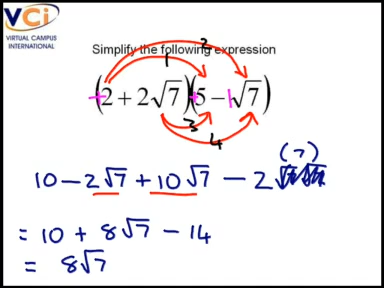 VCi
VIRTUAL CAMPUS
INTERNATIONAL
Simplify the following expression
2
1
(+2 + 2√7)(+5 − 1√7)
3
4
(7)
10 − 2√7 + 10√7 − 2
= 10 + 8√7 − 14
= 8√7